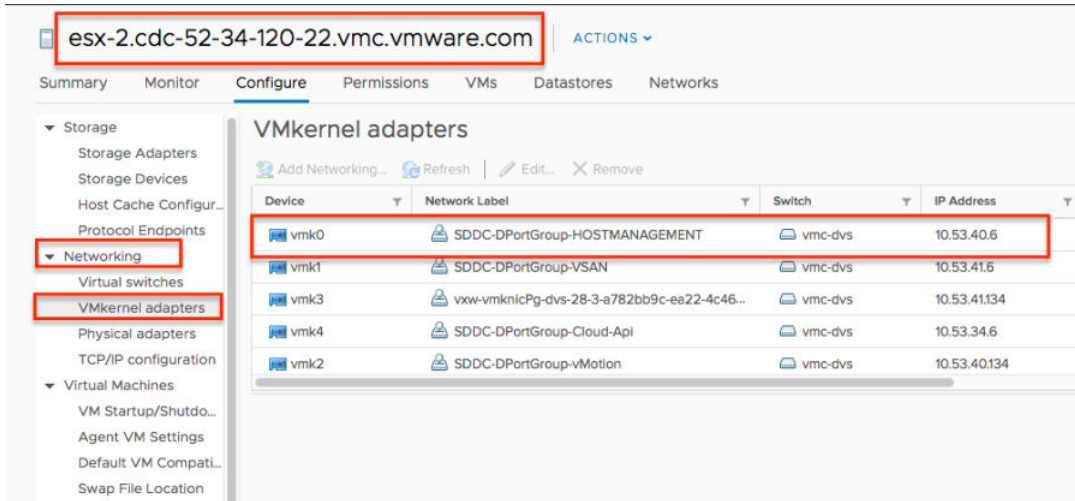 esx-2.cdc-52-34-120-22.vmc.vmware.com ACTIONS
Summary Monitor Configure Permissions VMs Datastores Networks
Storage
Storage Adapters
Storage Devices
Host Cache Configur...
Protocol Endpoints
Networking
Virtual switches
VMkernel adapters
Physical adapters
TCP/IP configuration
Virtual Machines
VM Startup/Shutdo...
Agent VM Settings
Default VM Compati...
Swap File Location
VMkernel adapters
Add Networking... Refresh Edit... Remove
Device Network Label Switch IP Address
vmk0 SDDC-DPortGroup-HOSTMANAGEMENT vmc-dvs 10.53.40.6
vmk1 SDDC-DPortGroup-VSAN vmc-dvs 10.53.41.6
vmk3 vxw-vmknicPg-dvs-28-3-a782bb9c-ea22-4c46... vmc-dvs 10.53.41.134
vmk4 SDDC-DPortGroup-Cloud-Api vmc-dvs 10.53.34.6
vmk2 SDDC-DPortGroup-vMotion vmc-dvs 10.53.40.134